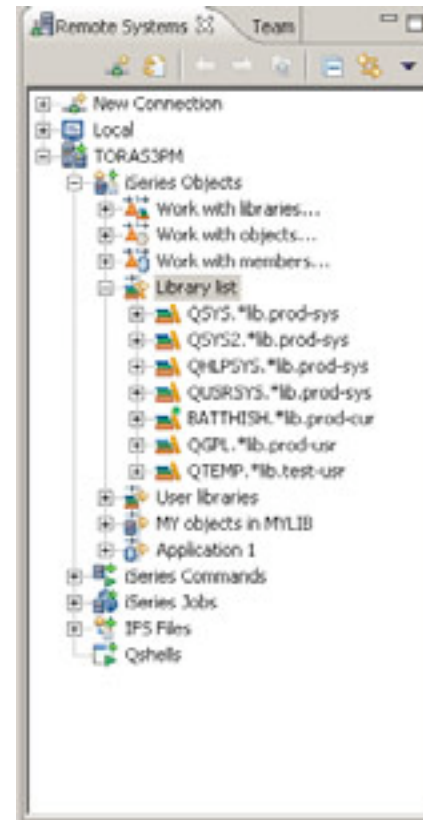 Remote Systems Team
New Connection
Local
TORAS3PM
iSeries Objects
Work with libraries...
Work with objects...
Work with members...
Library list
QSYS.*lib.prod-sys
QSYS2.*lib.prod-sys
QHLPSYS.*lib.prod-sys
QUSRSYS.*lib.prod-sys
BATTHISH.*lib.prod-cur
QGPL.*lib.prod-usr
QTEMP.*lib.test-usr
User libraries
MY objects in MYLIB
Application 1
iSeries Commands
iSeries Jobs
IFS Files
Qshells